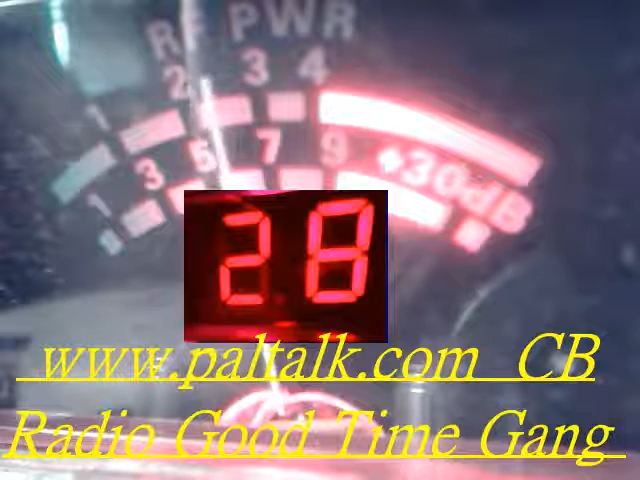 RF PWR
1 2 3 4
1 3 5 7 9 +30dB
28
www.paltalk.com CB
Radio Good Time Gang